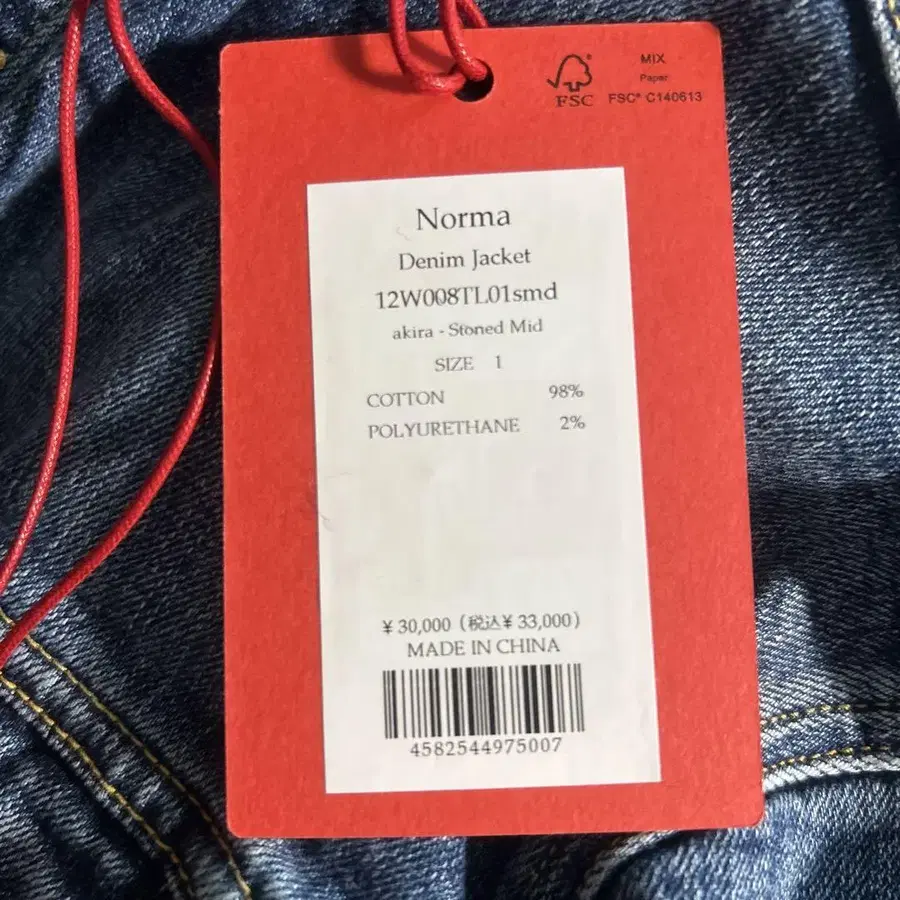 FSC®
MIX
Paper
FSC® C140613
Norma
Denim Jacket
12W008TL01smd
akira - Stoned Mid
SIZE 1
COTTON 98%
POLYURETHANE 2%
¥ 30,000 (税込¥ 33,000)
MADE IN CHINA
4582544975007